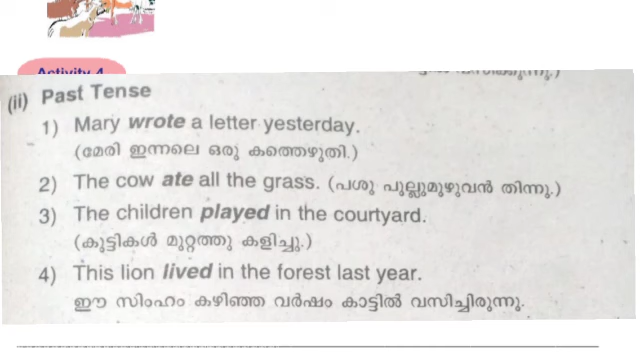 Activity 4
(ii) Past Tense
1) Mary wrote a letter yesterday.
(മേരി ഇന്നലെ ഒരു കത്തെഴുതി.)
2) The cow ate all the grass. (പശു പുല്ലുമുഴുവൻ തിന്നു.)
3) The children played in the courtyard.
(കുട്ടികൾ മുറ്റത്തു കളിച്ചു.)
4) This lion lived in the forest last year.
ഈ സിംഹം കഴിഞ്ഞ വർഷം കാട്ടിൽ വസിച്ചിരുന്നു.